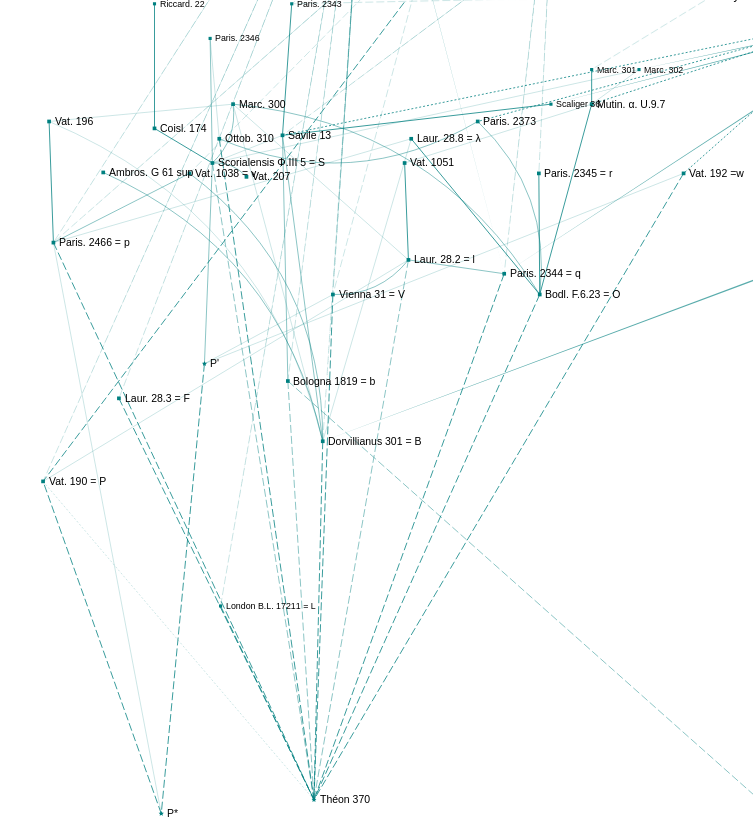 Riccard. 22
Paris. 2343
Paris. 2346
Marc. 301
Marc. 302
Marc. 300
Scaliger 36
Mutin. α. U.9.7
Vat. 196
Coisl. 174
Ottob. 310
Savile 13
Paris. 2373
Laur. 28.8 = λ
Scorialensis Φ.III 5 = S
Vat. 1051
Ambros. G 61 sup
Vat. 1038 = v
Vat. 207
Paris. 2345 = r
Vat. 192 =w
Paris. 2466 = p
Laur. 28.2 = l
Paris. 2344 = q
Vienna 31 = V
Bodl. F.6.23 = O
P'
Bologna 1819 = b
Laur. 28.3 = F
Dorvillianus 301 = B
Vat. 190 = P
London B.L. 17211 = L
Théon 370
P*